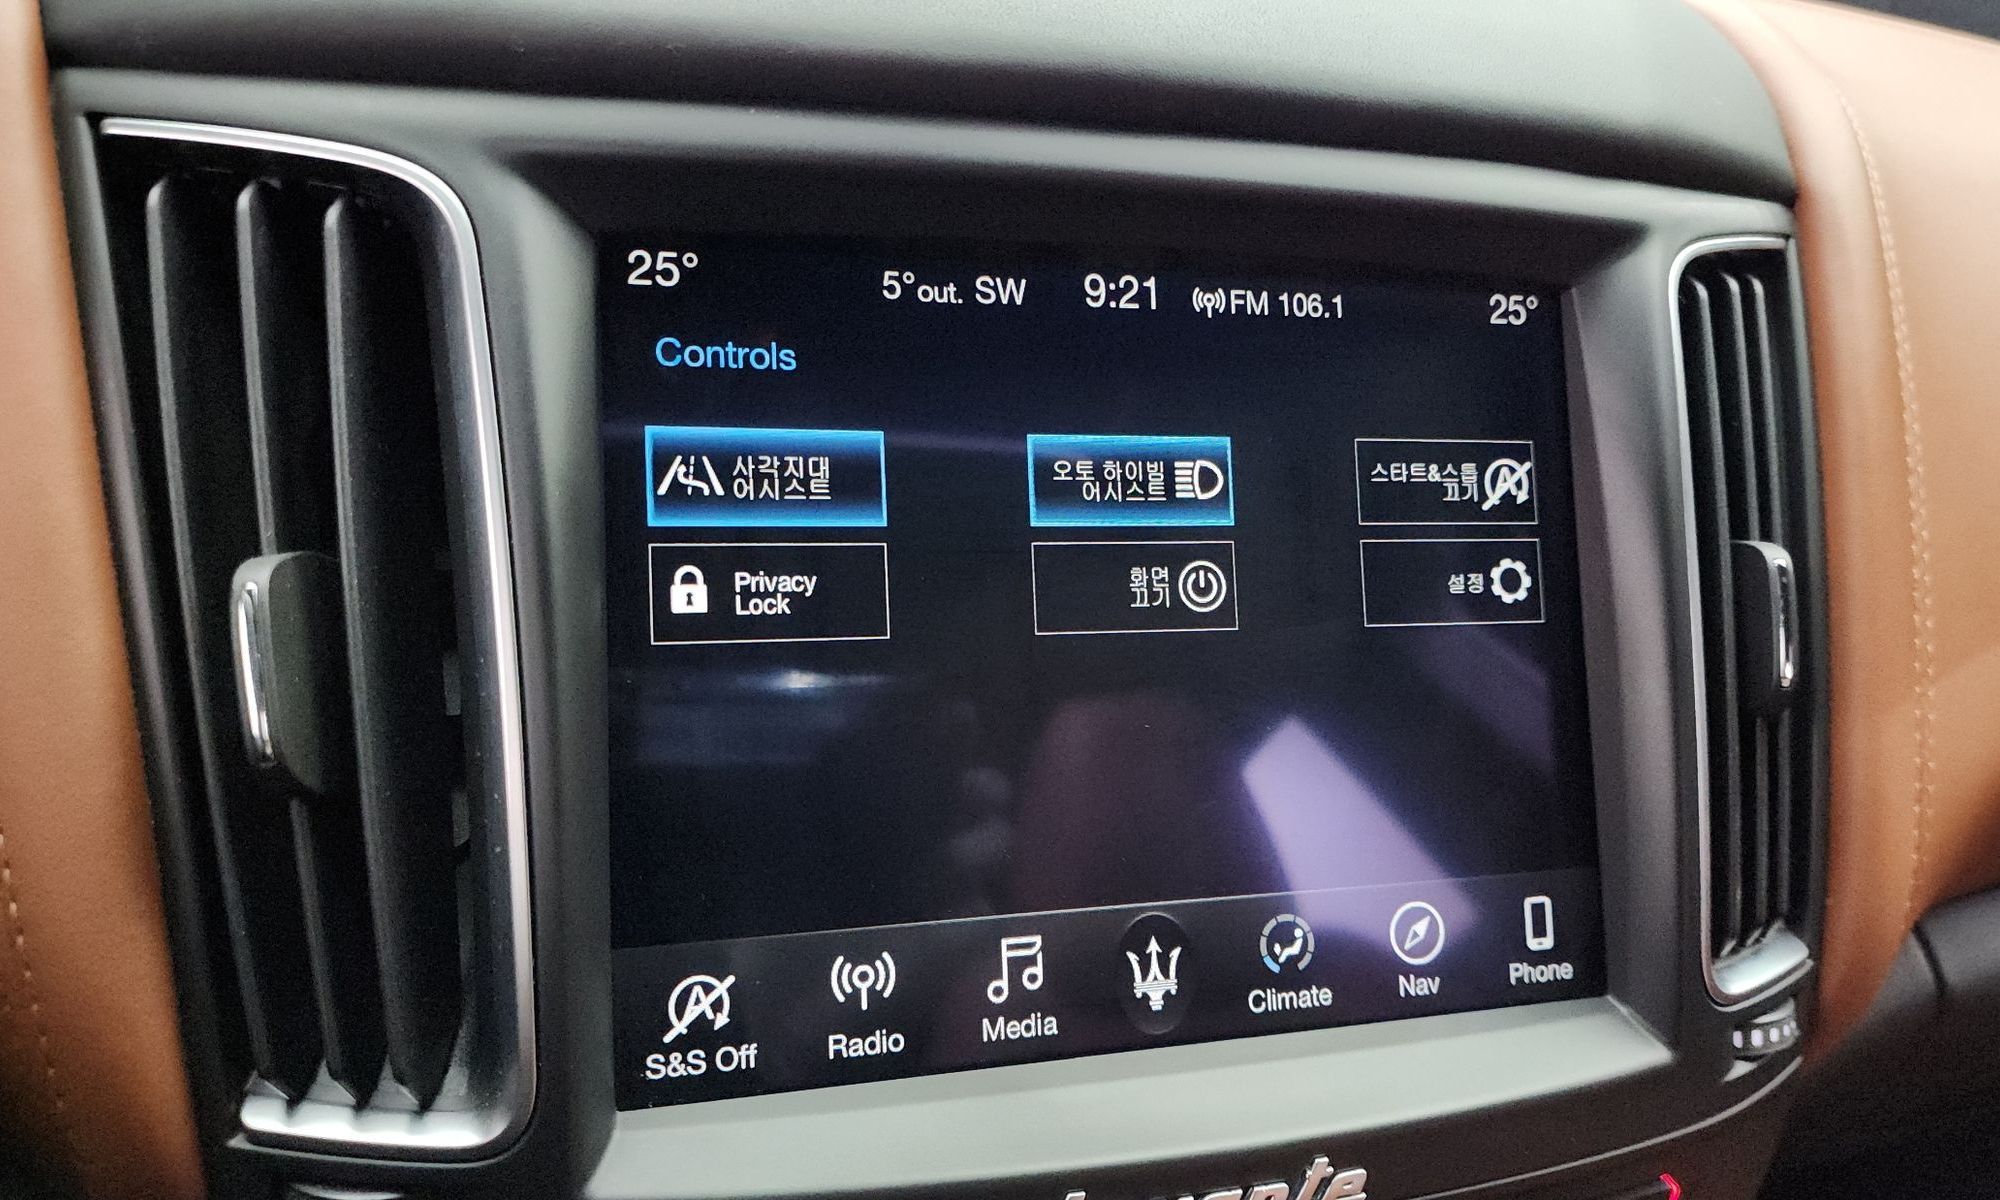 25° 5°out. SW 9:21 FM 106.1 25°
Controls
사각지대
어시스트
오토 하이빔
어시스트
스타트&스톱
끄기
Privacy
Lock
화면
끄기
설정
S&S Off
Radio
Media
Climate
Nav
Phone